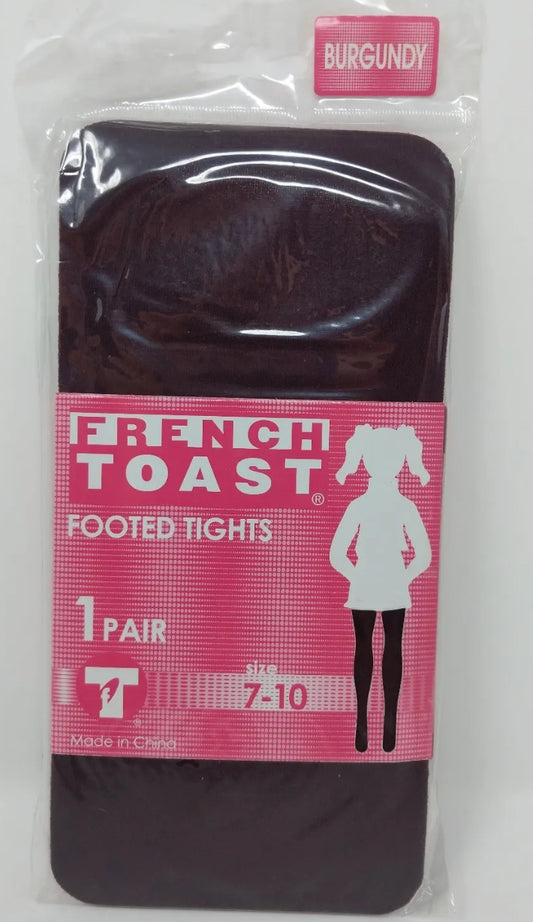 BURGUNDY
FRENCH
TOAST®
FOOTED TIGHTS
1 PAIR
size
7-10
T®
Made in China